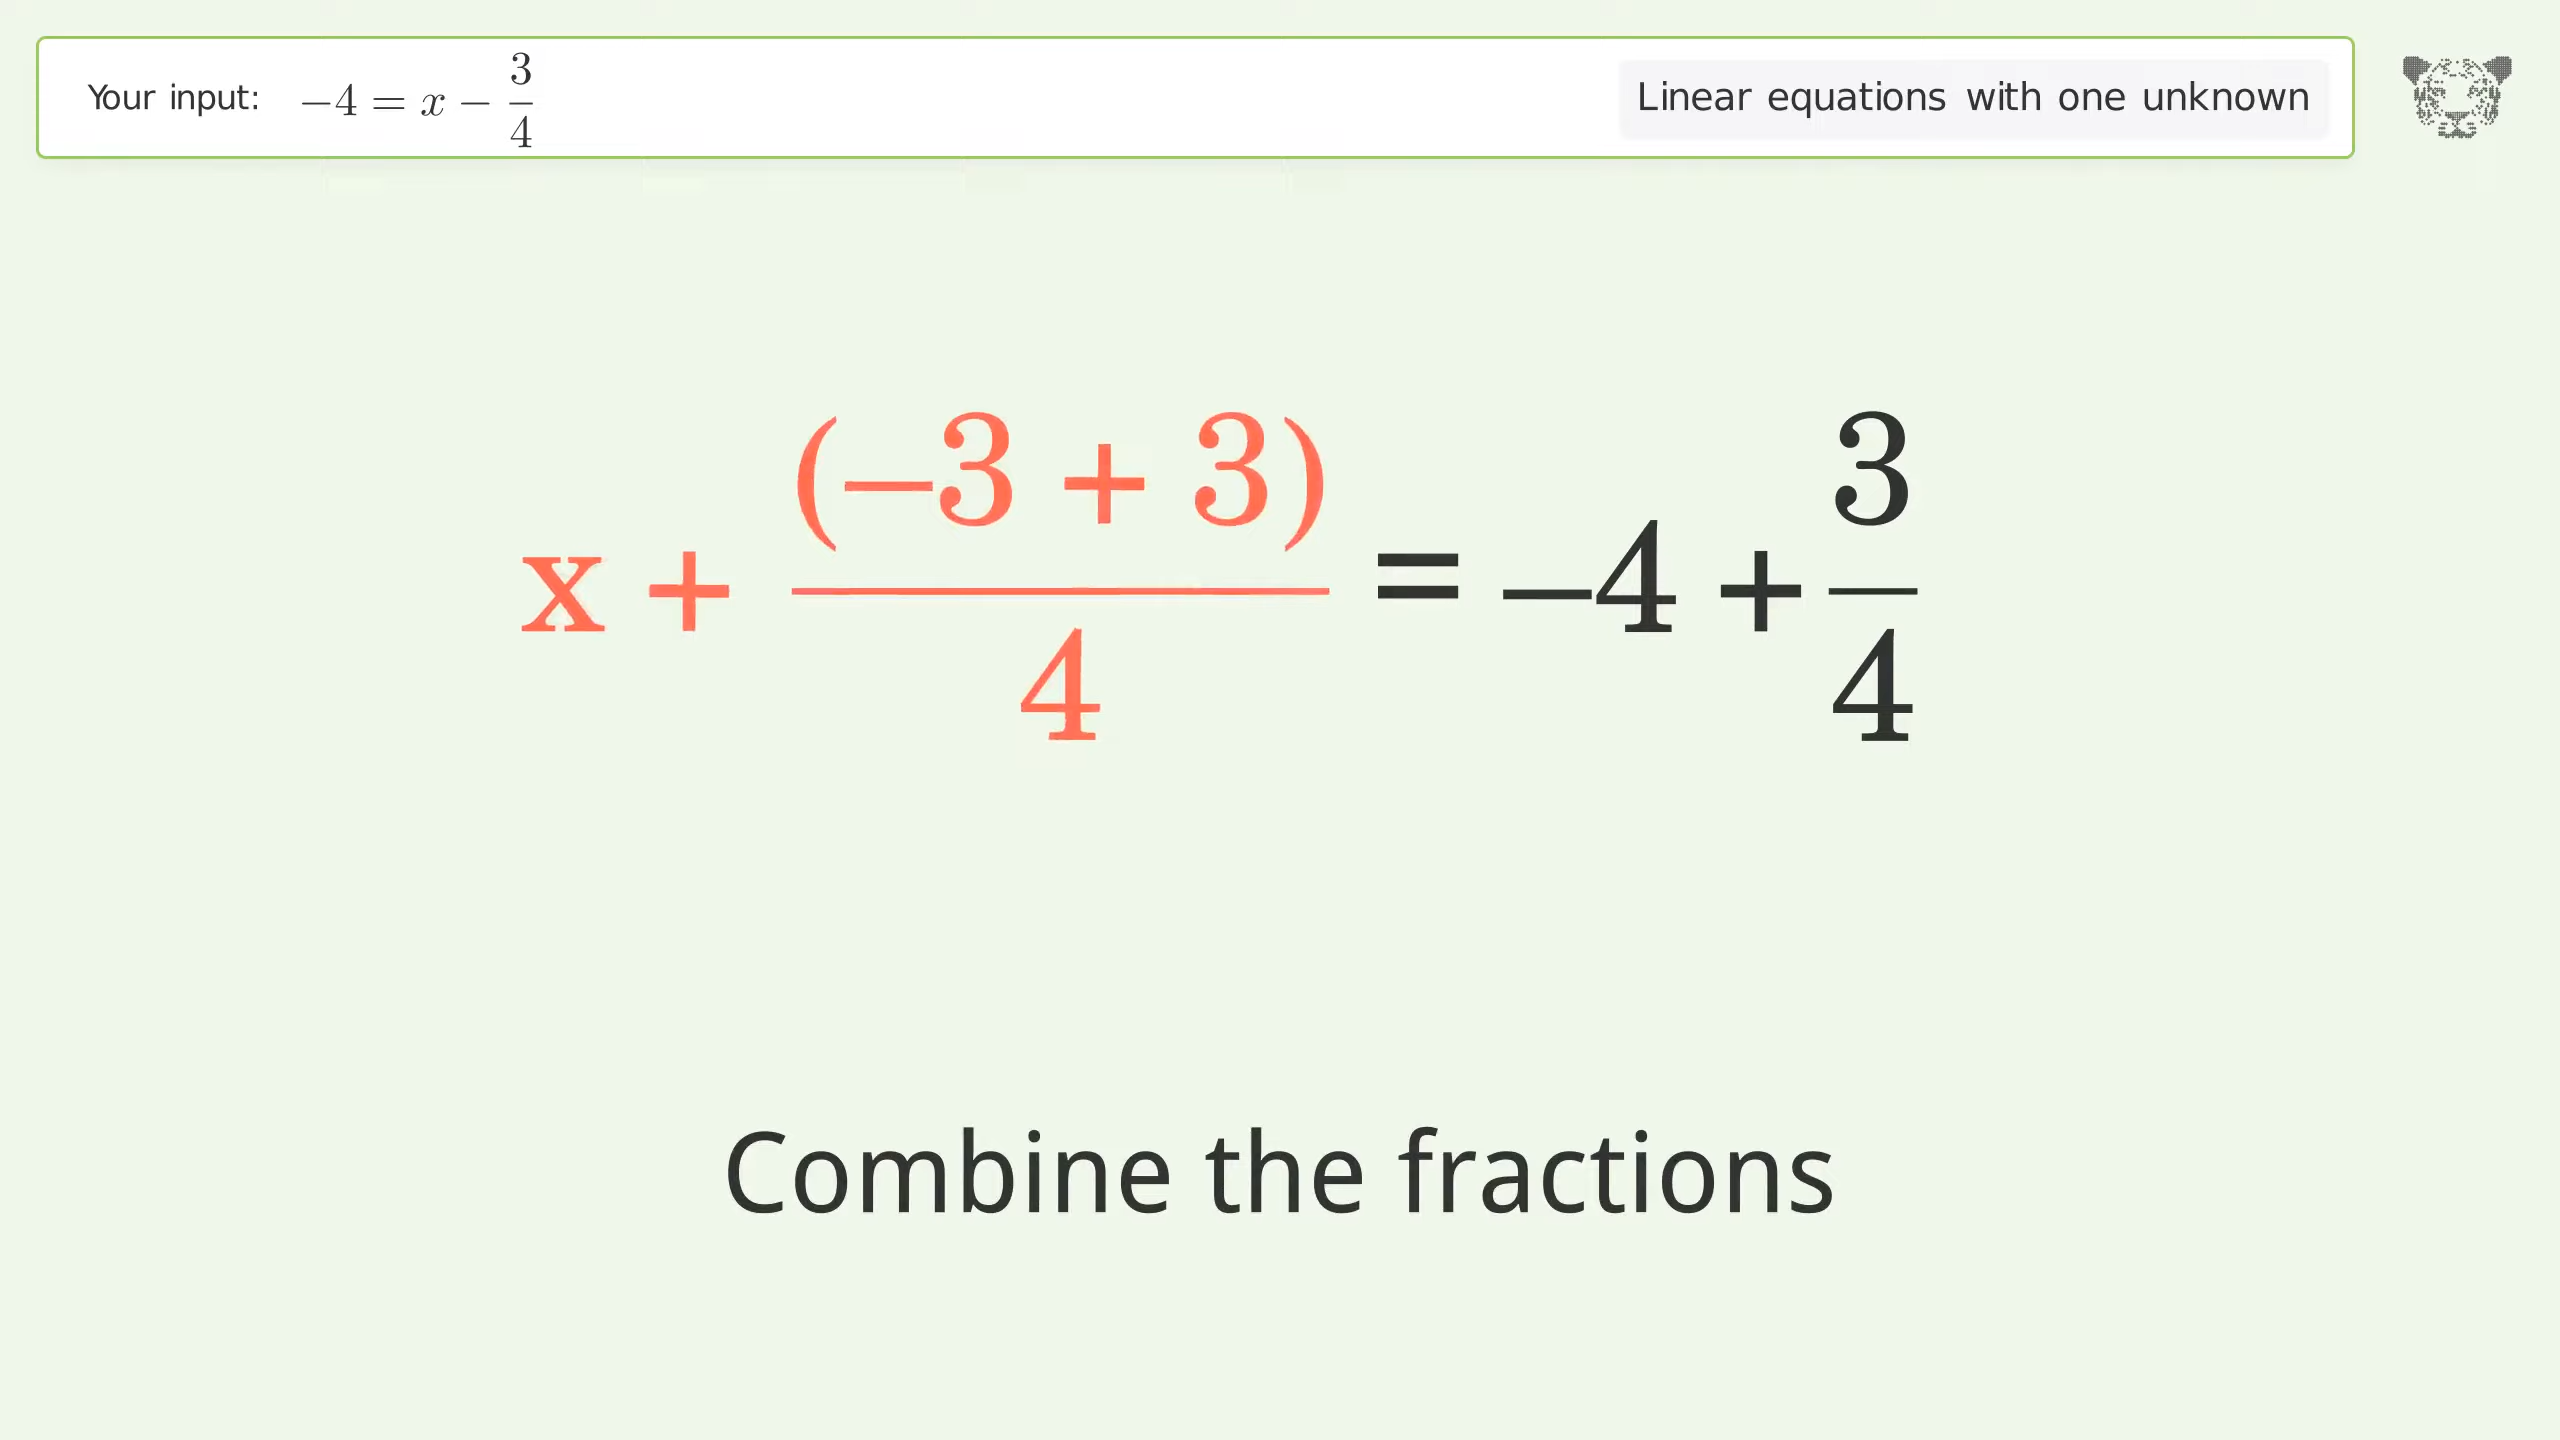 Your input: −4 = x − 3/4
Linear equations with one unknown
x + (−3 + 3)/4 = −4 + 3/4
Combine the fractions